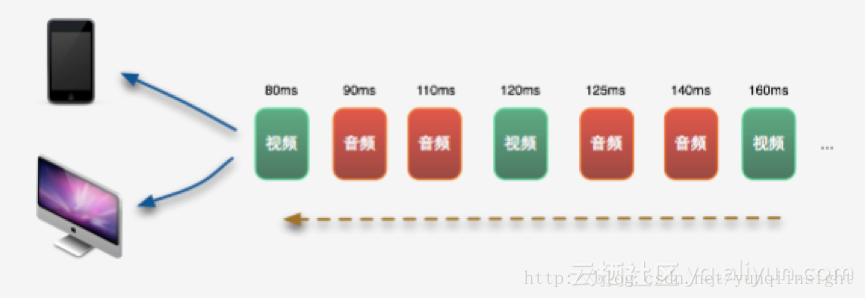 80ms 90ms 110ms 120ms 125ms 140ms 160ms
视频 音频 音频 视频 音频 音频 视频 ...
云栖社区 yq.aliyun.com
http://blog.csdn.net/yunqiinsight